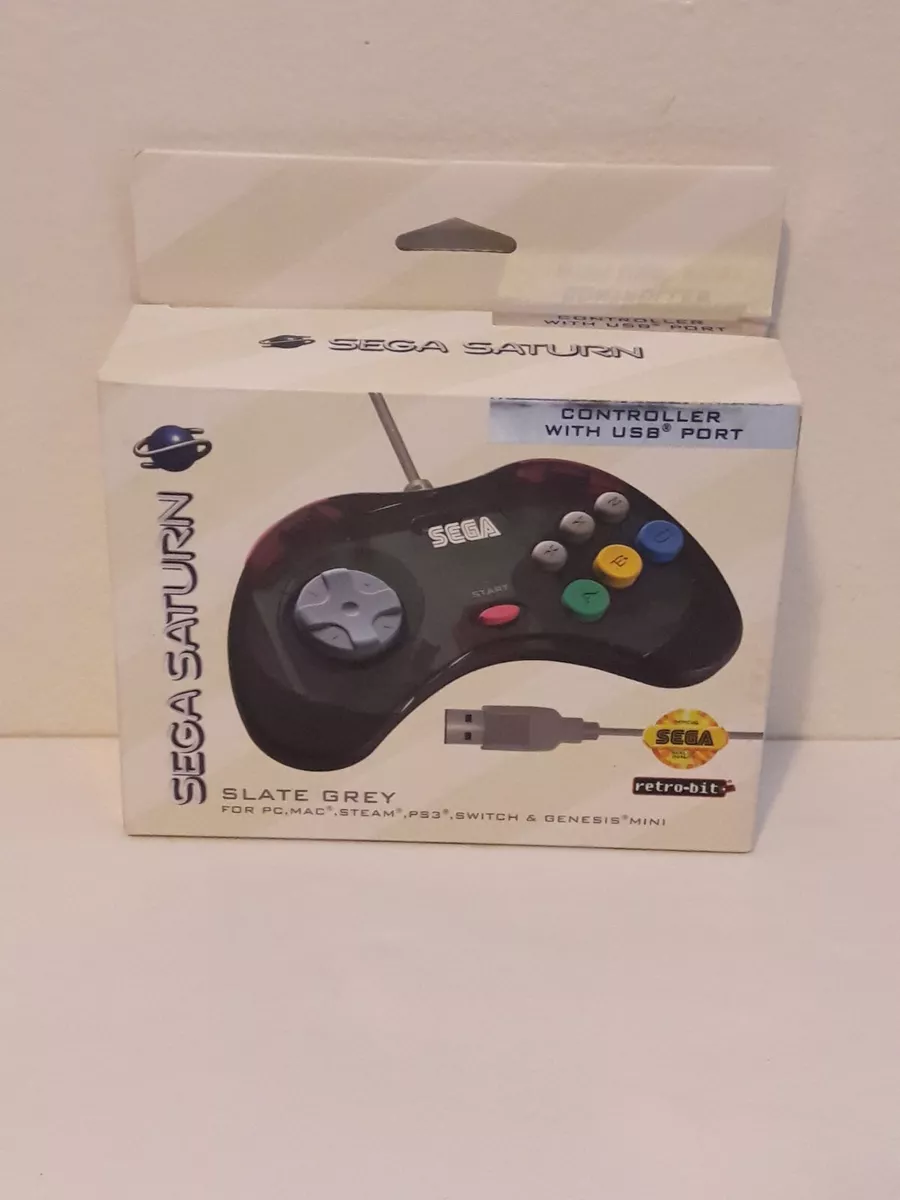 CONTROLLER
WITH USB® PORT
SEGA SATURN
CONTROLLER
WITH USB® PORT
SEGA SATURN
SEGA
START
X
Y
Z
B
C
SEGA
retro-bit
SLATE GREY
FOR PC,MAC®,STEAM®,PS3®,SWITCH & GENESIS®MINI